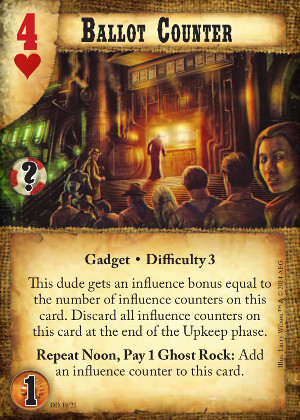 4
Ballot Counter
?
Gadget • Difficulty 3
This dude gets an influence bonus equal to
the number of influence counters on this
card. Discard all influence counters on
this card at the end of the Upkeep phase.
Repeat Noon, Pay 1 Ghost Rock: Add
an influence counter to this card.
1